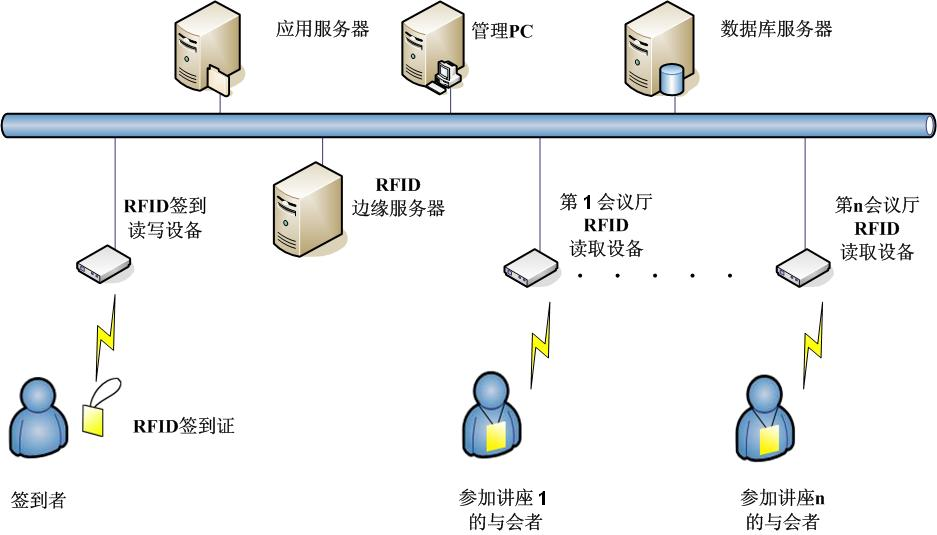 应用服务器
管理PC
数据库服务器
RFID签到
读写设备
RFID
边缘服务器
第1会议厅
RFID
读取设备
第n会议厅
RFID
读取设备
RFID签到证
签到者
参加讲座1
的与会者
参加讲座n
的与会者